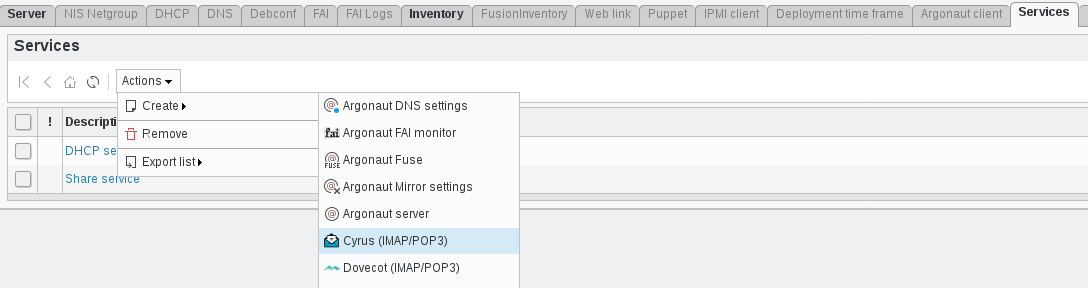 Server NIS Netgroup DHCP DNS Debconf FAI FAI Logs Inventory FusionInventory Web link Puppet IPMI client Deployment time frame Argonaut client Services
Services
Actions
Create
Remove
Export list
! Descripti
DHCP se
Share service
Argonaut DNS settings
fai Argonaut FAI monitor
FUSE Argonaut Fuse
Argonaut Mirror settings
Argonaut server
Cyrus (IMAP/POP3)
Dovecot (IMAP/POP3)